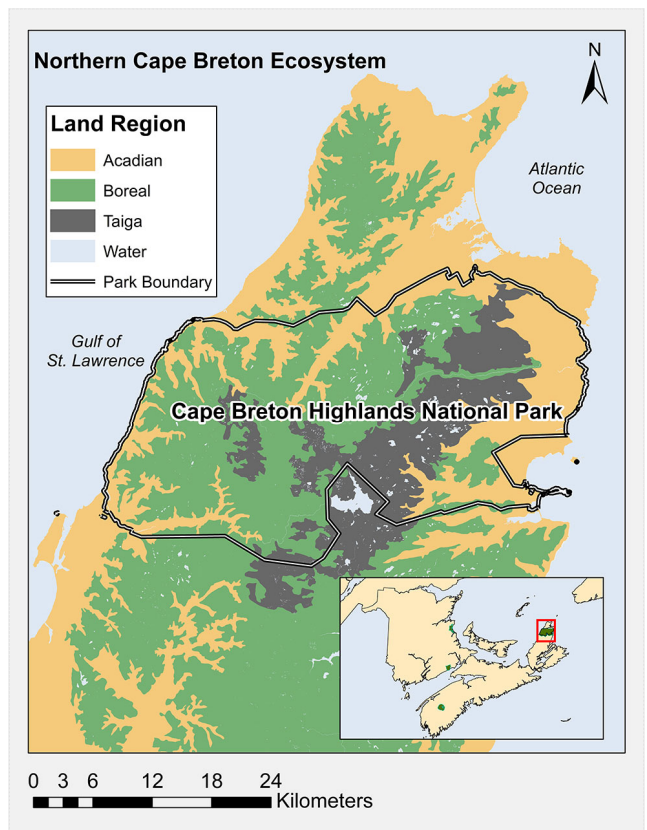 Northern Cape Breton Ecosystem
N
Land Region
Acadian
Boreal
Taiga
Water
Park Boundary
Atlantic
Ocean
Gulf of
St. Lawrence
Cape Breton Highlands National Park
0 3 6 12 18 24
Kilometers